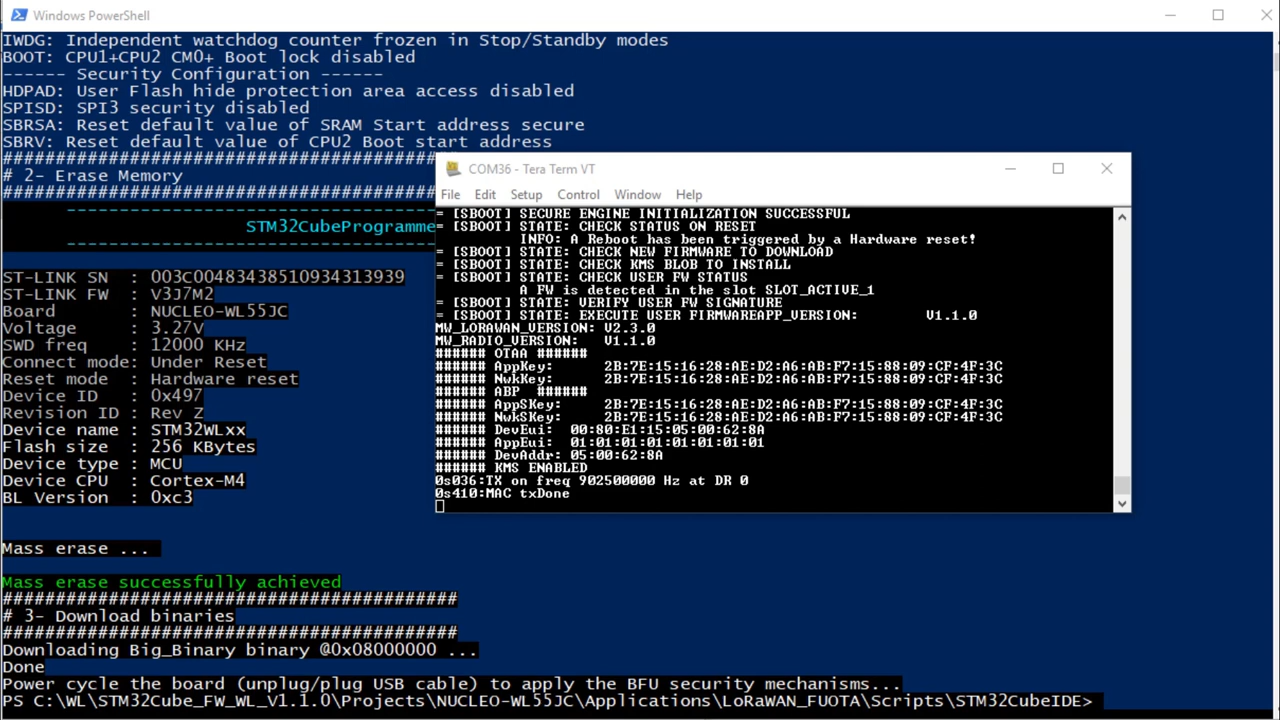 Windows PowerShell
IWDG: Independent watchdog counter frozen in Stop/Standby modes
BOOT: CPU1+CPU2 CM0+ Boot lock disabled
------ Security Configuration ------
HDPAD: User Flash hide protection area access disabled
SPISD: SPI3 security disabled
SBRSA: Reset default value of SRAM Start address secure
SBRV: Reset default value of CPU2 Boot start address
# 2- Erase Memory
STM32CubeProgramme
ST-LINK SN : 003C00483438510934313939
ST-LINK FW : V3J7M2
Board : NUCLEO-WL55JC
Voltage : 3.27V
SWD freq : 12000 KHz
Connect mode: Under Reset
Reset mode : Hardware reset
Device ID : 0x497
Revision ID : Rev Z
Device name : STM32WLxx
Flash size : 256 KBytes
Device type : MCU
Device CPU : Cortex-M4
BL Version : 0xc3
Mass erase ...
Mass erase successfully achieved
###########################################
# 3- Download binaries
###########################################
Downloading Big_Binary binary @0x08000000 ...
Done
Power cycle the board (unplug/plug USB cable) to apply the BFU security mechanisms...
PS C:\WL\STM32Cube_FW_WL_V1.1.0\Projects\NUCLEO-WL55JC\Applications\LoRaWAN_FUOTA\Scripts\STM32CubeIDE>
COM36 - Tera Term VT
File Edit Setup Control Window Help
= [SBOOT] SECURE ENGINE INITIALIZATION SUCCESSFUL
= [SBOOT] STATE: CHECK STATUS ON RESET
INFO: A Reboot has been triggered by a Hardware reset!
= [SBOOT] STATE: CHECK NEW FIRMWARE TO DOWNLOAD
= [SBOOT] STATE: CHECK KMS BLOB TO INSTALL
= [SBOOT] STATE: CHECK USER FW STATUS
A FW is detected in the slot SLOT_ACTIVE_1
= [SBOOT] STATE: VERIFY USER FW SIGNATURE
= [SBOOT] STATE: EXECUTE USER FIRMWAREAPP_VERSION: V1.1.0
MW_LORAWAN_VERSION: V2.3.0
MW_RADIO_VERSION: V1.1.0
###### OTAA ######
###### AppKey: 2B:7E:15:16:28:AE:D2:A6:AB:F7:15:88:09:CF:4F:3C
###### NwkKey: 2B:7E:15:16:28:AE:D2:A6:AB:F7:15:88:09:CF:4F:3C
###### ABP ######
###### AppSKey: 2B:7E:15:16:28:AE:D2:A6:AB:F7:15:88:09:CF:4F:3C
###### NwkSKey: 2B:7E:15:16:28:AE:D2:A6:AB:F7:15:88:09:CF:4F:3C
###### DevEui: 00:80:E1:15:05:00:62:8A
###### AppEui: 01:01:01:01:01:01:01:01
###### DevAddr: 05:00:62:8A
###### KMS ENABLED
0s036:TX on freq 902500000 Hz at DR 0
0s410:MAC txDone